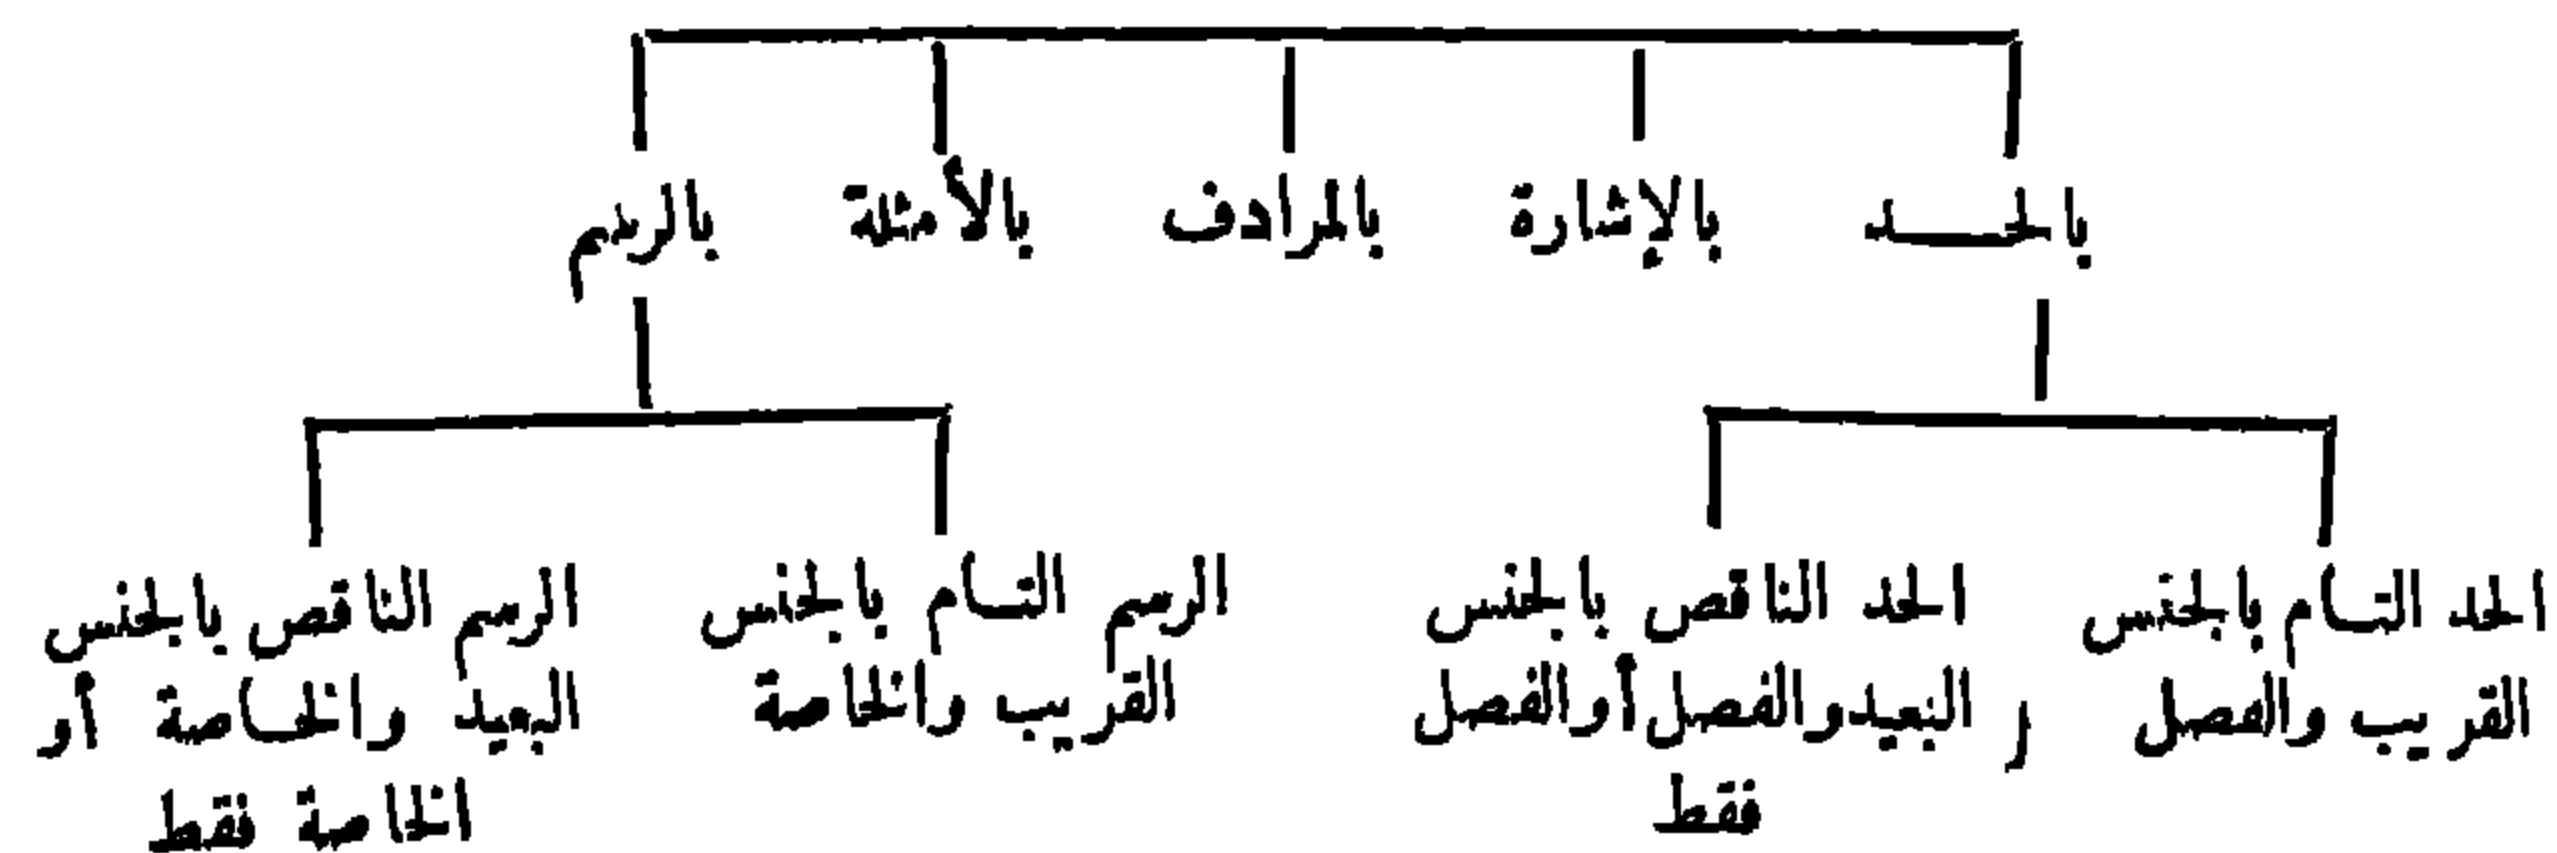 بالحد بالإشارة بالمرادف بالأمثلة بالرسم
الحد التام بالجنس
القريب والفصل
الحد الناقص بالجنس
البعيد والفصل أو الفصل
فقط
الرسم التام بالجنس
القريب والخاصة
الرسم الناقص بالجنس
البعيد والخاصة أو
الخاصة فقط